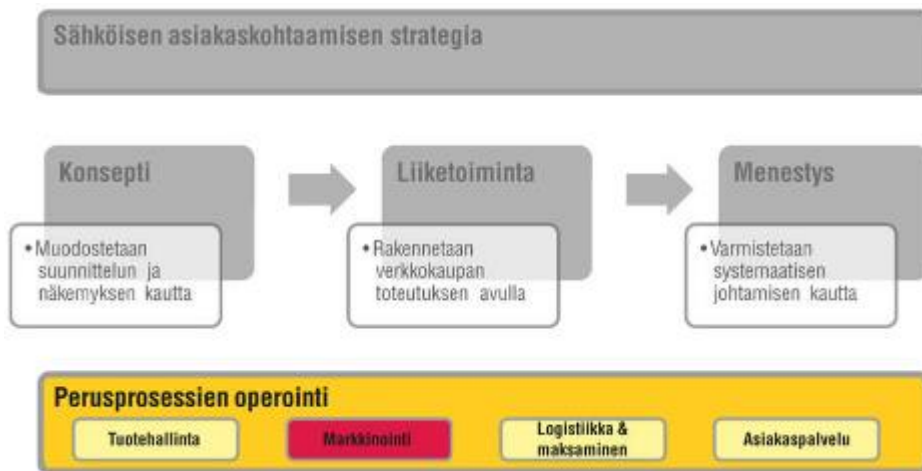 Sähköisen asiakaskohtaamisen strategia
Konsepti
•Muodostetaan
suunnittelun ja
näkemyksen kautta
Liiketoiminta
•Rakennetaan
verkkokaupan
toteutuksen avulla
Menestys
•Varmistetaan
systemaatisen
johtamisen kautta
Perusprosessien operointi
Tuotehallinta
Markkinointi
Logistiikka &
maksaminen
Asiakaspalvelu